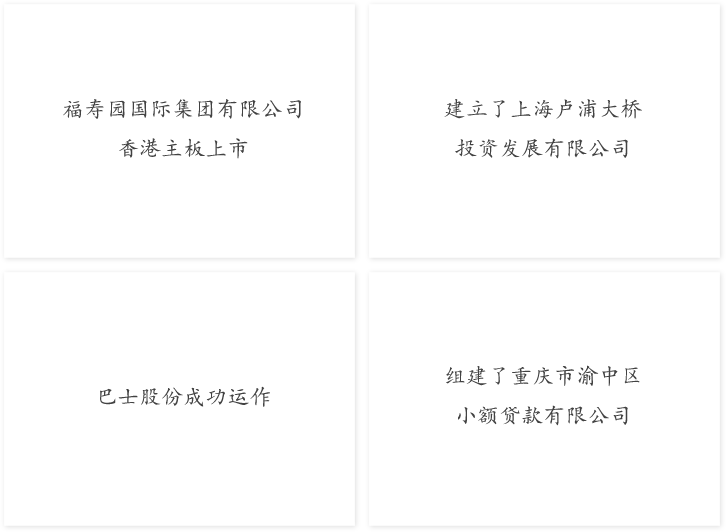 福寿园国际集团有限公司
香港主板上市
建立了上海卢浦大桥
投资发展有限公司
巴士股份成功运作
组建了重庆市渝中区
小额贷款有限公司